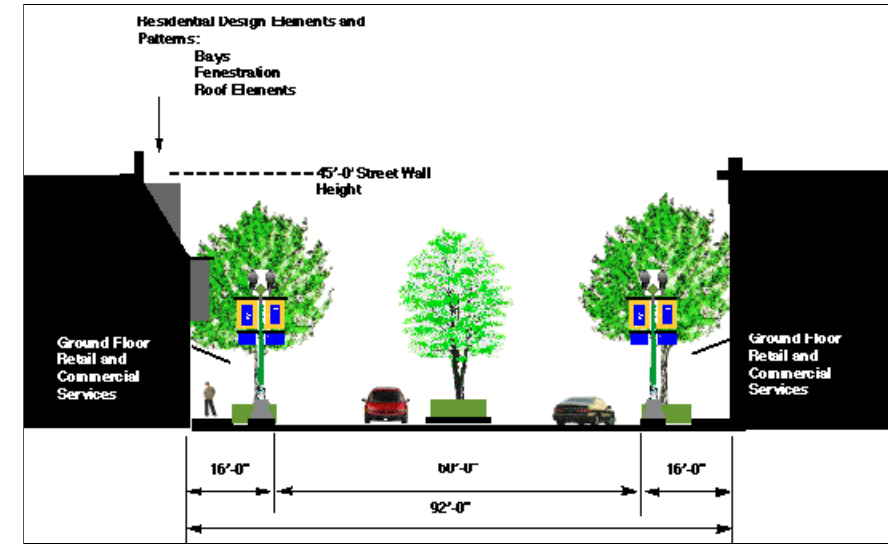 Residential Design Elements and
Patterns:
Bays
Fenestration
Roof Elements
45'-0' Street Wall
Height
Ground Floor
Retail and
Commercial
Services
Ground Floor
Retail and
Commercial
Services
16'-0"
60'-0"
16'-0"
92'-0"